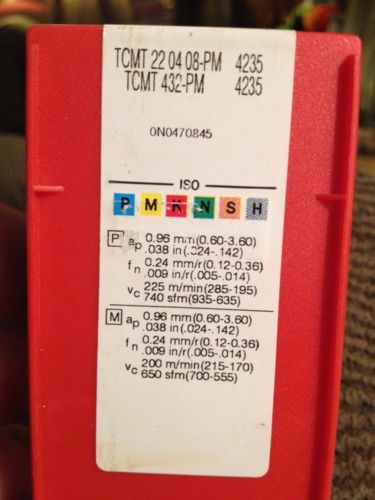 TCMT 22 04 08-PM 4235
TCMT 432-PM 4235
0N0470845
ISO
P M K N S H
P ap 0.96 mm(0.60-3.60)
.038 in(.024-.142)
fn 0.24 mm/r(0.12-0.36)
.009 in/r(.005-.014)
vc 225 m/min(285-195)
740 sfm(935-635)
M ap 0.96 mm(0.60-3.60)
.038 in(.024-.142)
fn 0.24 mm/r(0.12-0.36)
.009 in/r(.005-.014)
vc 200 m/min(215-170)
650 sfm(700-555)